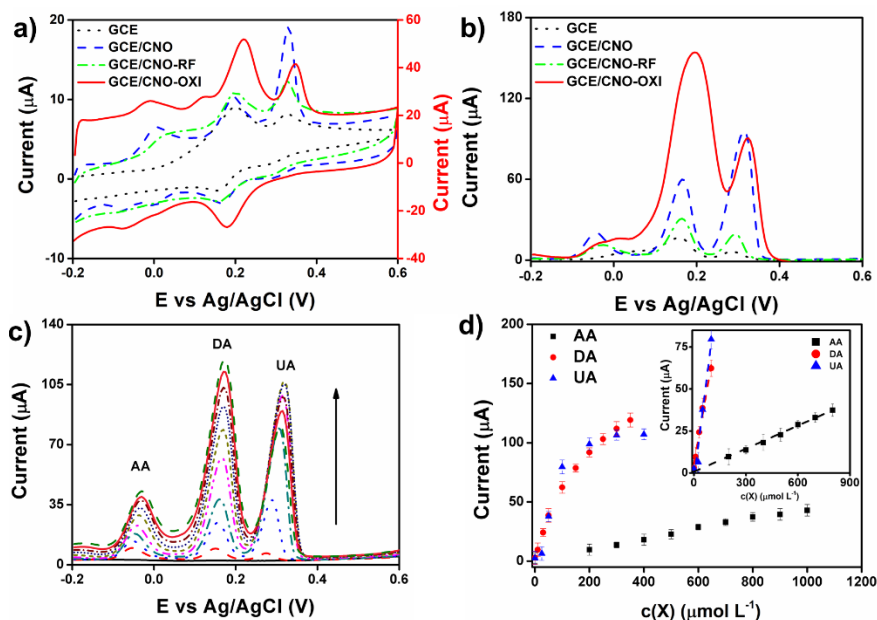 a)
GCE
GCE/CNO
GCE/CNO-RF
GCE/CNO-OXI
20
10
0
-10
Current (μA)
60
40
20
0
-20
-40
-60
Current (μA)
-0.2 0.0 0.2 0.4 0.6
E vs Ag/AgCl (V)
b)
GCE
GCE/CNO
GCE/CNO-RF
GCE/CNO-OXI
180
120
60
0
Current (μA)
-0.2 0.0 0.2 0.4 0.6
E vs Ag/AgCl (V)
c)
AA
DA
UA
140
105
70
35
0
Current (μA)
-0.2 0.0 0.2 0.4 0.6
E vs Ag/AgCl (V)
d)
AA
DA
UA
200
150
100
50
0
Current (μA)
0 200 400 600 800 1000 1200
c(X) (μmol L⁻¹)
AA
DA
UA
75
50
25
0
Current (μA)
0 300 600 900
c(X) (μmol L⁻¹)